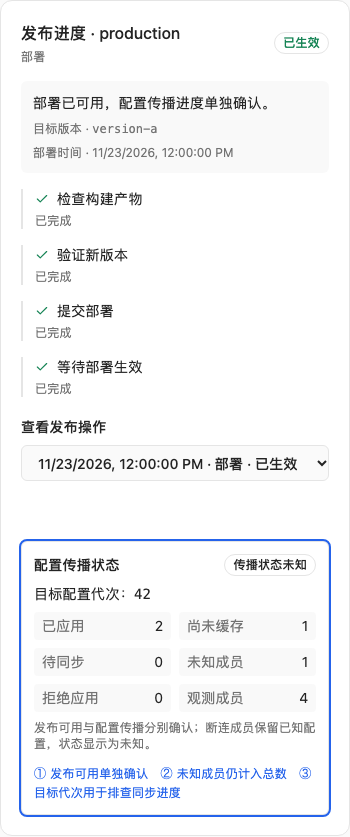 发布进度 · production
已生效
部署
部署已可用，配置传播进度单独确认。
目标版本 · version-a
部署时间 · 11/23/2026, 12:00:00 PM
检查构建产物
已完成
验证新版本
已完成
提交部署
已完成
等待部署生效
已完成
查看发布操作
11/23/2026, 12:00:00 PM · 部署 · 已生效
配置传播状态
传播状态未知
目标配置代次：42
已应用 2
尚未缓存 1
待同步 0
未知成员 1
拒绝应用 0
观测成员 4
发布可用与配置传播分别确认；断连成员保留已知配
置，状态显示为未知。
① 发布可用单独确认 ② 未知成员仍计入总数 ③
目标代次用于排查同步进度